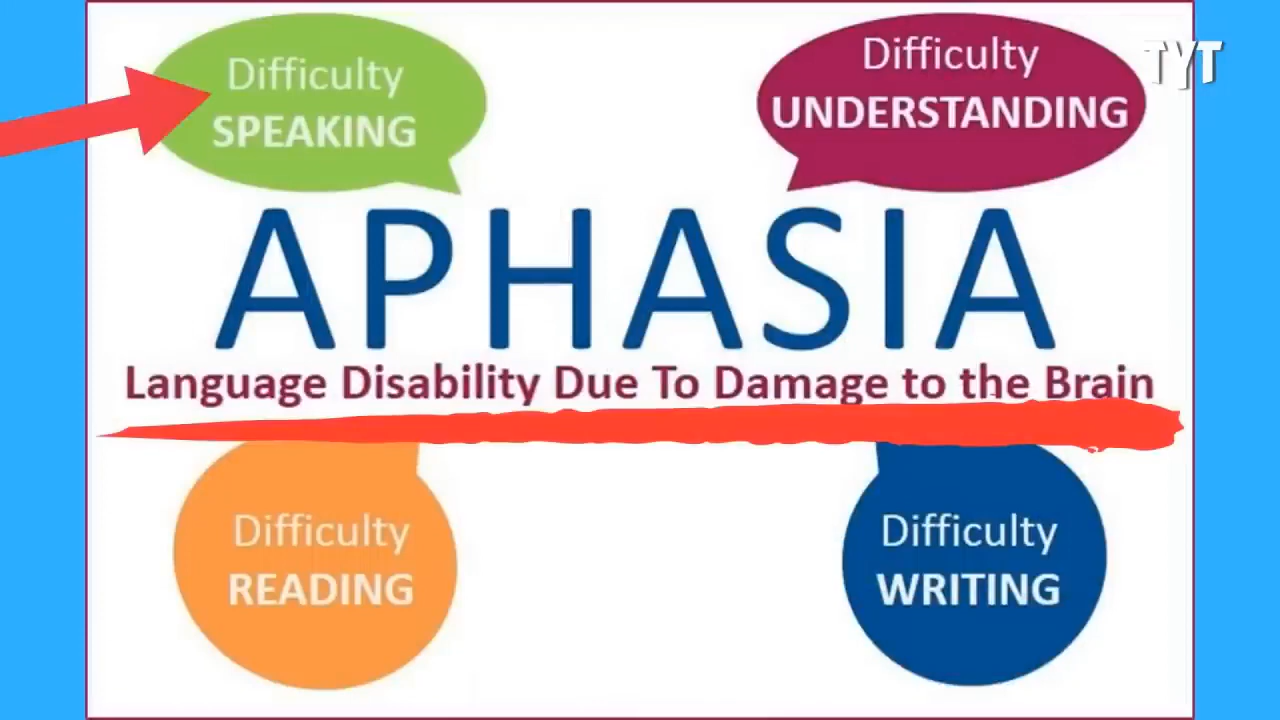 Difficulty
SPEAKING
Difficulty
UNDERSTANDING
TYT
APHASIA
Language Disability Due To Damage to the Brain
Difficulty
READING
Difficulty
WRITING